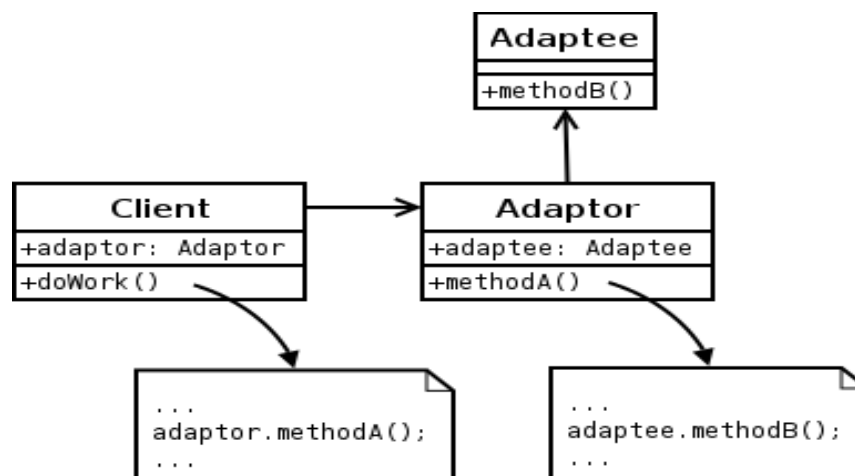 Adaptee
+methodB()
Client
+adaptor: Adaptor
+doWork()
Adaptor
+adaptee: Adaptee
+methodA()
...
adaptor.methodA();
...
...
adaptee.methodB();
...